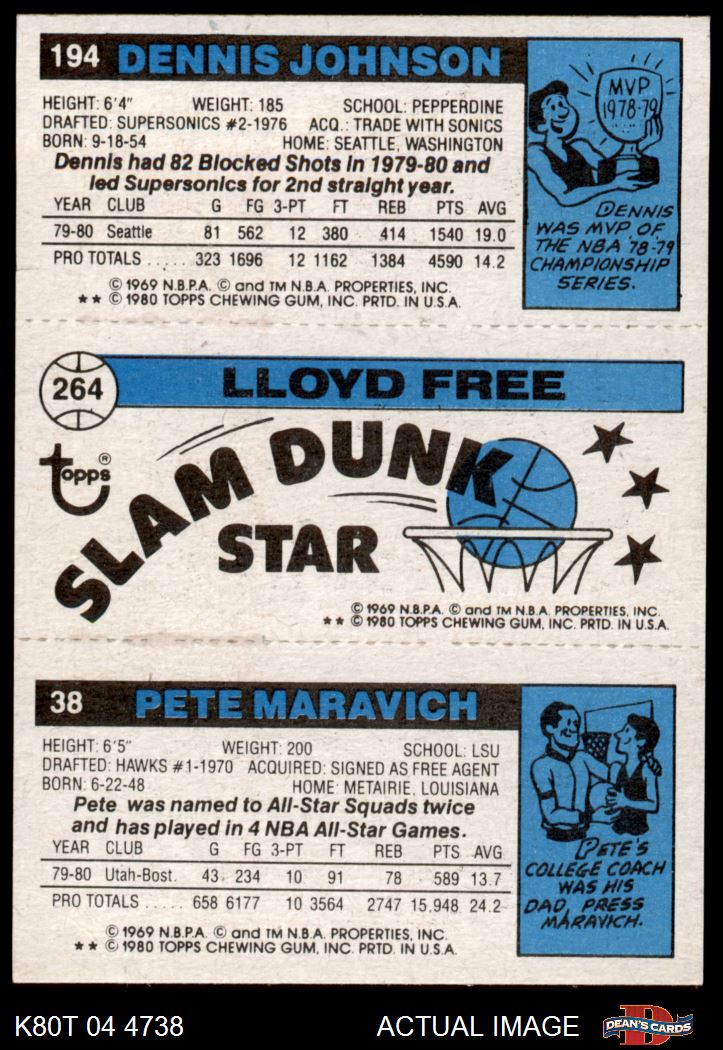 194 DENNIS JOHNSON
HEIGHT: 6'4" WEIGHT: 185 SCHOOL: PEPPERDINE
DRAFTED: SUPERSONICS #2-1976 ACQ.: TRADE WITH SONICS
BORN: 9-18-54 HOME: SEATTLE, WASHINGTON
Dennis had 82 Blocked Shots in 1979-80 and
led Supersonics for 2nd straight year.
YEAR CLUB G FG 3-PT FT REB PTS AVG
79-80 Seattle 81 562 12 380 414 1540 19.0
PRO TOTALS ..... 323 1696 12 1162 1384 4590 14.2
© 1969 N.B.P.A. © and TM N.B.A. PROPERTIES, INC.
★★ © 1980 TOPPS CHEWING GUM, INC. PRTD. IN U.S.A.
MVP
1978-79
DENNIS
WAS MVP OF
THE NBA 78-79
CHAMPIONSHIP
SERIES.
264 LLOYD FREE
topps®
SLAM DUNK
STAR
© 1969 N.B.P.A. © and TM N.B.A. PROPERTIES, INC.
★★ © 1980 TOPPS CHEWING GUM, INC. PRTD. IN U.S.A.
38 PETE MARAVICH
HEIGHT: 6'5" WEIGHT: 200 SCHOOL: LSU
DRAFTED: HAWKS #1-1970 ACQUIRED: SIGNED AS FREE AGENT
BORN: 6-22-48 HOME: METAIRIE, LOUISIANA
Pete was named to All-Star Squads twice
and has played in 4 NBA All-Star Games.
YEAR CLUB G FG 3-PT FT REB PTS AVG
79-80 Utah-Bost. 43 234 10 91 78 589 13.7
PRO TOTALS ..... 658 6177 10 3564 2747 15,948 24.2
© 1969 N.B.P.A. © and TM N.B.A. PROPERTIES, INC.
★★ © 1980 TOPPS CHEWING GUM, INC. PRTD. IN U.S.A.
PETE'S
COLLEGE COACH
WAS HIS
DAD, PRESS
MARAVICH.
K80T 04 4738 ACTUAL IMAGE DEAN'S CARDS